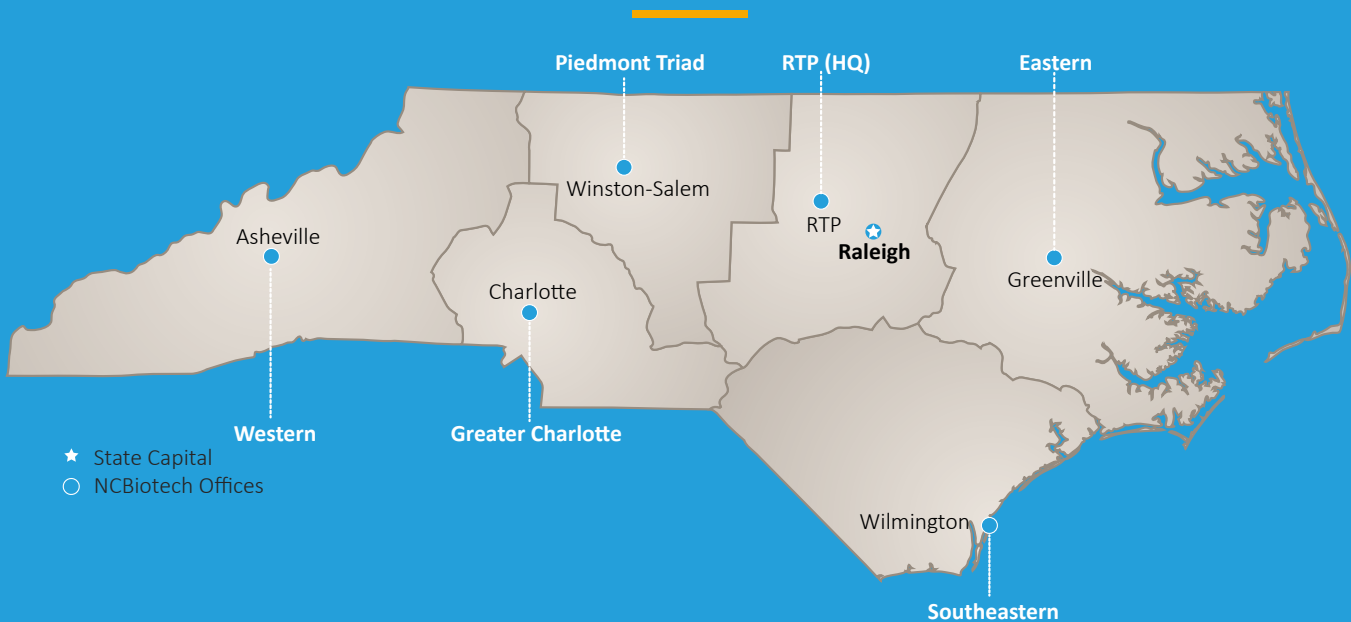 Piedmont Triad
RTP (HQ)
Eastern
Winston-Salem
RTP
Raleigh
Asheville
Greenville
Charlotte
Western
Greater Charlotte
State Capital
NCBiotech Offices
Wilmington
Southeastern